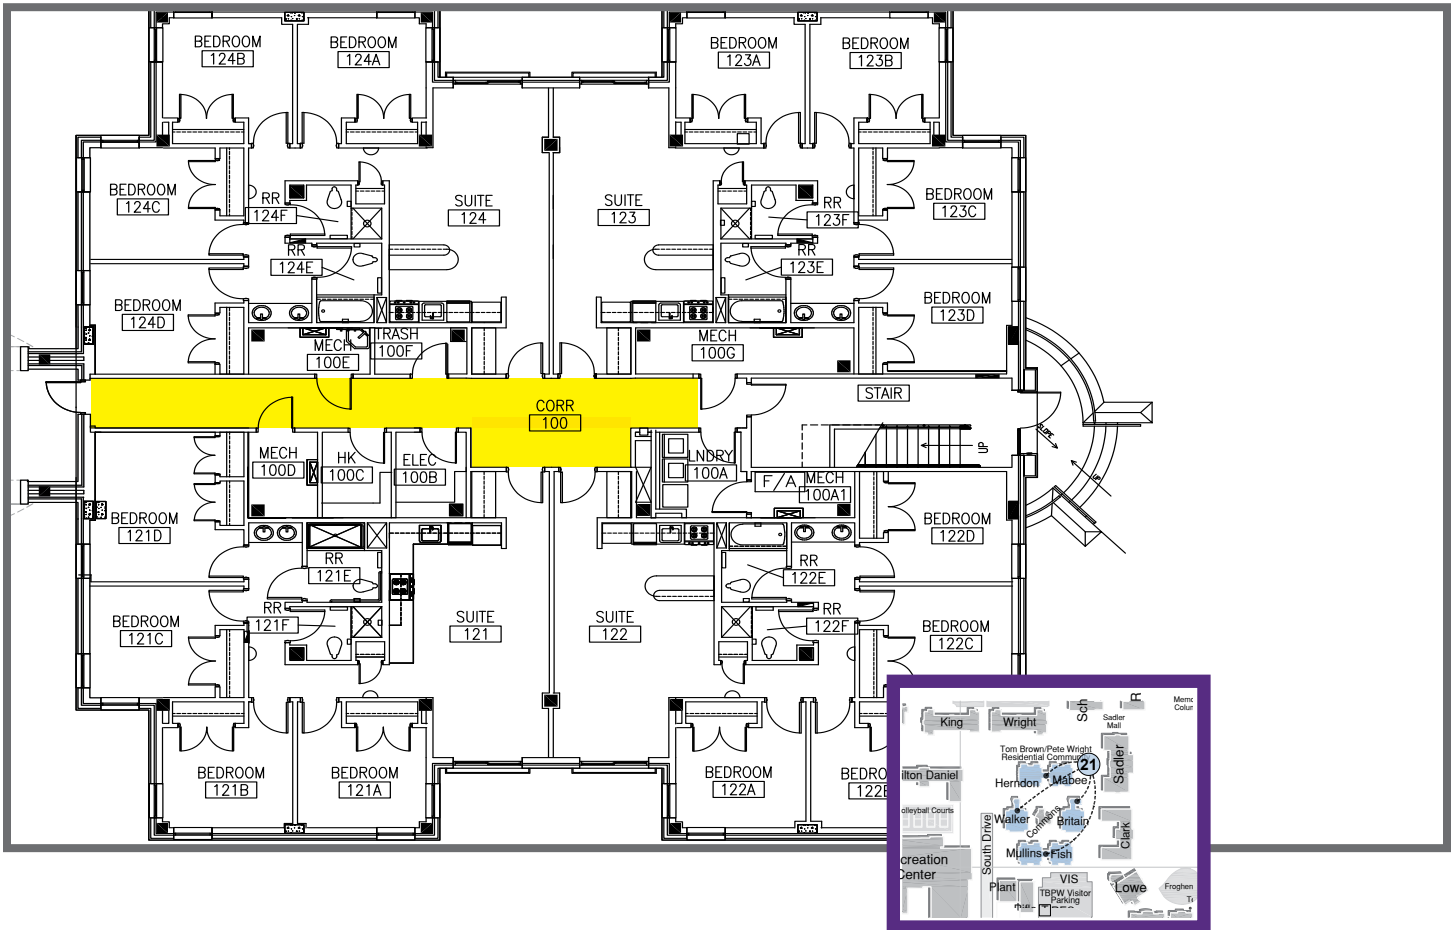 BEDROOM
124B
BEDROOM
124A
BEDROOM
123A
BEDROOM
123B
BEDROOM
124C
RR
124F
SUITE
124
SUITE
123
RR
123F
BEDROOM
123C
RR
124E
RR
123E
BEDROOM
124D
BEDROOM
123D
MECH
100E
TRASH
100F
MECH
100G
CORR
100
STAIR
SLOPE
UP
UP
MECH
100D
HK
100C
ELEC
100B
LNDRY
100A
F/A
MECH
100A1
BEDROOM
121D
BEDROOM
122D
RR
121E
RR
122E
BEDROOM
121C
RR
121F
SUITE
121
SUITE
122
RR
122F
BEDROOM
122C
BEDROOM
121B
BEDROOM
121A
BEDROOM
122A
King
Wright
Sch
R
Sadler
Mall
Tom Brown/Pete Wright
21
Herndon
Mabee
Sadler
Walker
Commons
Britain
Clark
South Drive
Mullins
Fish
Plant
VIS
TBPW Visitor
Parking
Lowe